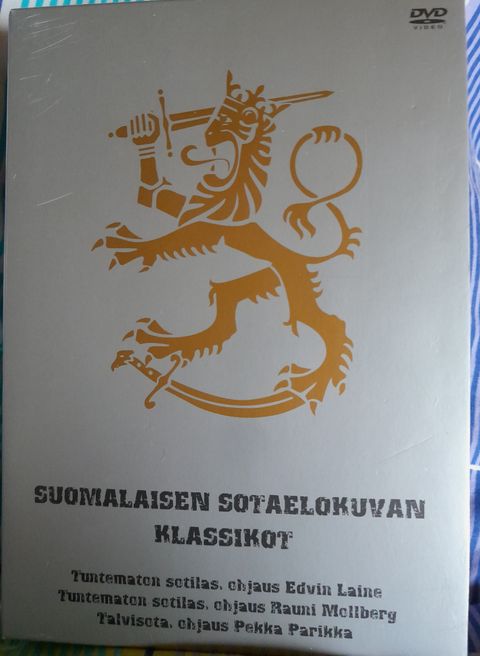 DVD
VIDEO
SUOMALAISEN SOTAELOKUVAN
KLASSIKOT
Tuntematon sotilas, ohjaus Edvin Laine
Tuntematon sotilas, ohjaus Rauni Mollberg
Talvisota, ohjaus Pekka Parikka